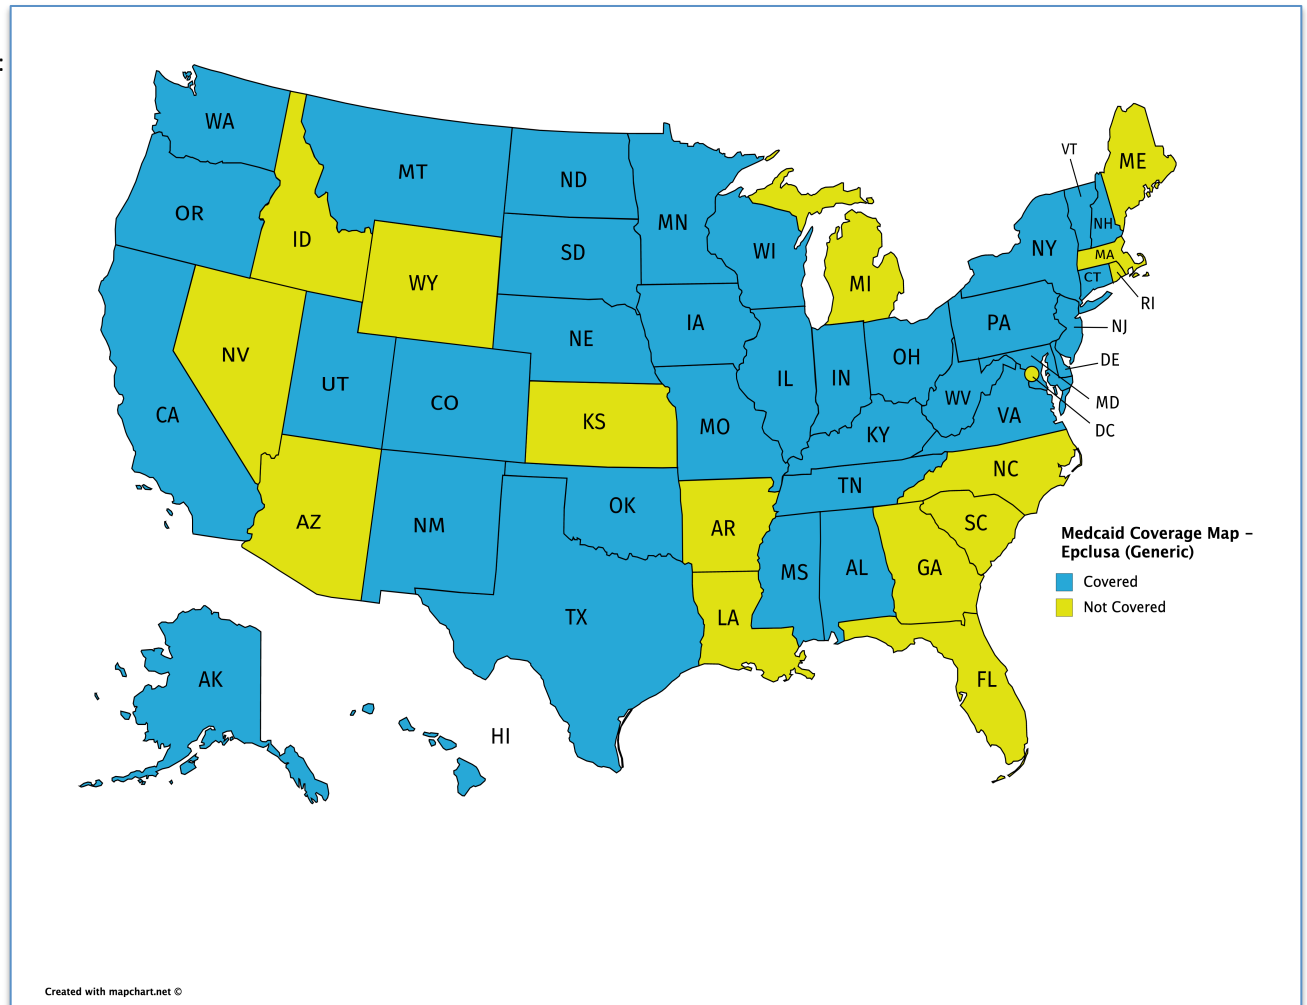 :
WA
MT
ND
MN
VT
ME
OR
ID
SD
WI
NY
NH
MA
WY
MI
CT
RI
NV
NE
IA
PA
NJ
UT
CO
IL
IN
OH
DE
CA
KS
MO
WV
VA
MD
KY
DC
AZ
NM
OK
TN
NC
AR
SC
MS
AL
GA
TX
LA
FL
AK
HI
Medcaid Coverage Map –
Epclusa (Generic)
Covered
Not Covered
Created with mapchart.net ©